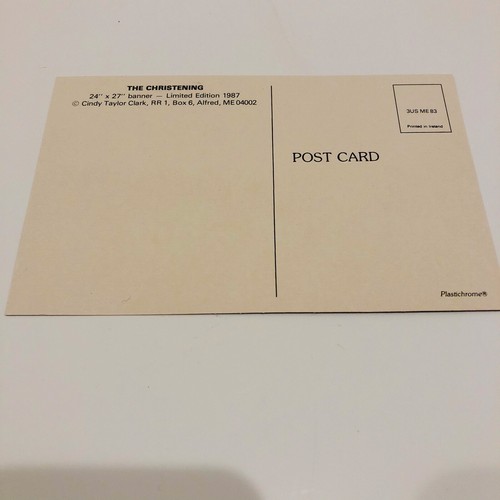 THE CHRISTENING
24" x 27" banner — Limited Edition 1987
© Cindy Taylor Clark, RR 1, Box 6, Alfred, ME 04002
3US ME 83
Printed in Ireland
POST CARD
Plastichrome®